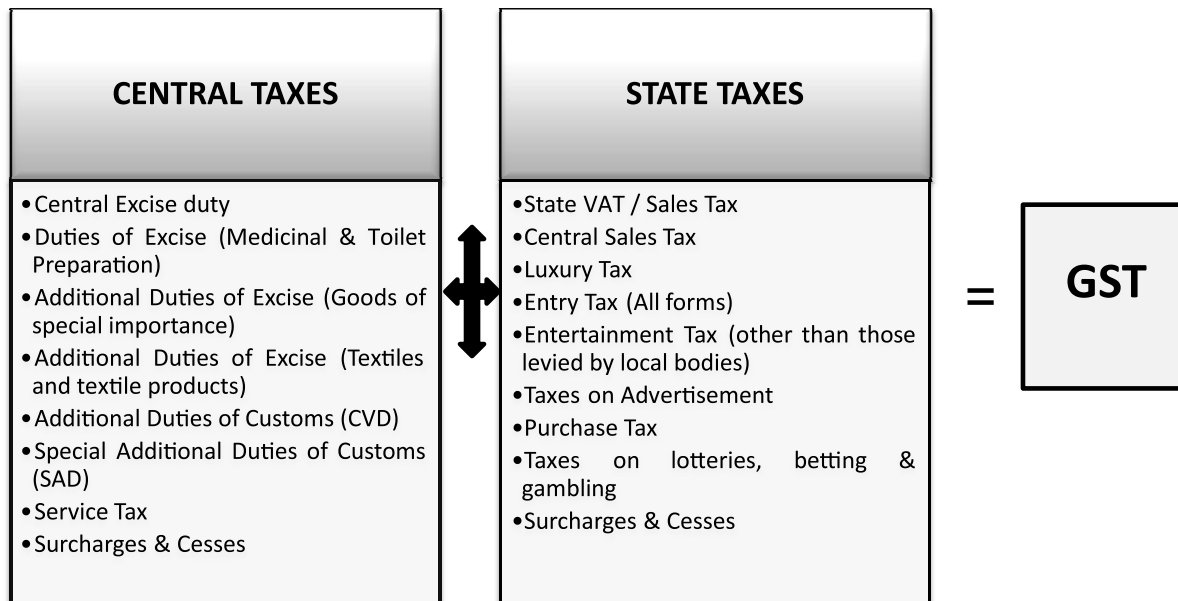 CENTRAL TAXES
•Central Excise duty
•Duties of Excise (Medicinal & Toilet
Preparation)
•Additional Duties of Excise (Goods of
special importance)
•Additional Duties of Excise (Textiles
and textile products)
•Additional Duties of Customs (CVD)
•Special Additional Duties of Customs
(SAD)
•Service Tax
•Surcharges & Cesses
STATE TAXES
•State VAT / Sales Tax
•Central Sales Tax
•Luxury Tax
•Entry Tax (All forms)
•Entertainment Tax (other than those
levied by local bodies)
•Taxes on Advertisement
•Purchase Tax
•Taxes on lotteries, betting &
gambling
•Surcharges & Cesses
=
GST